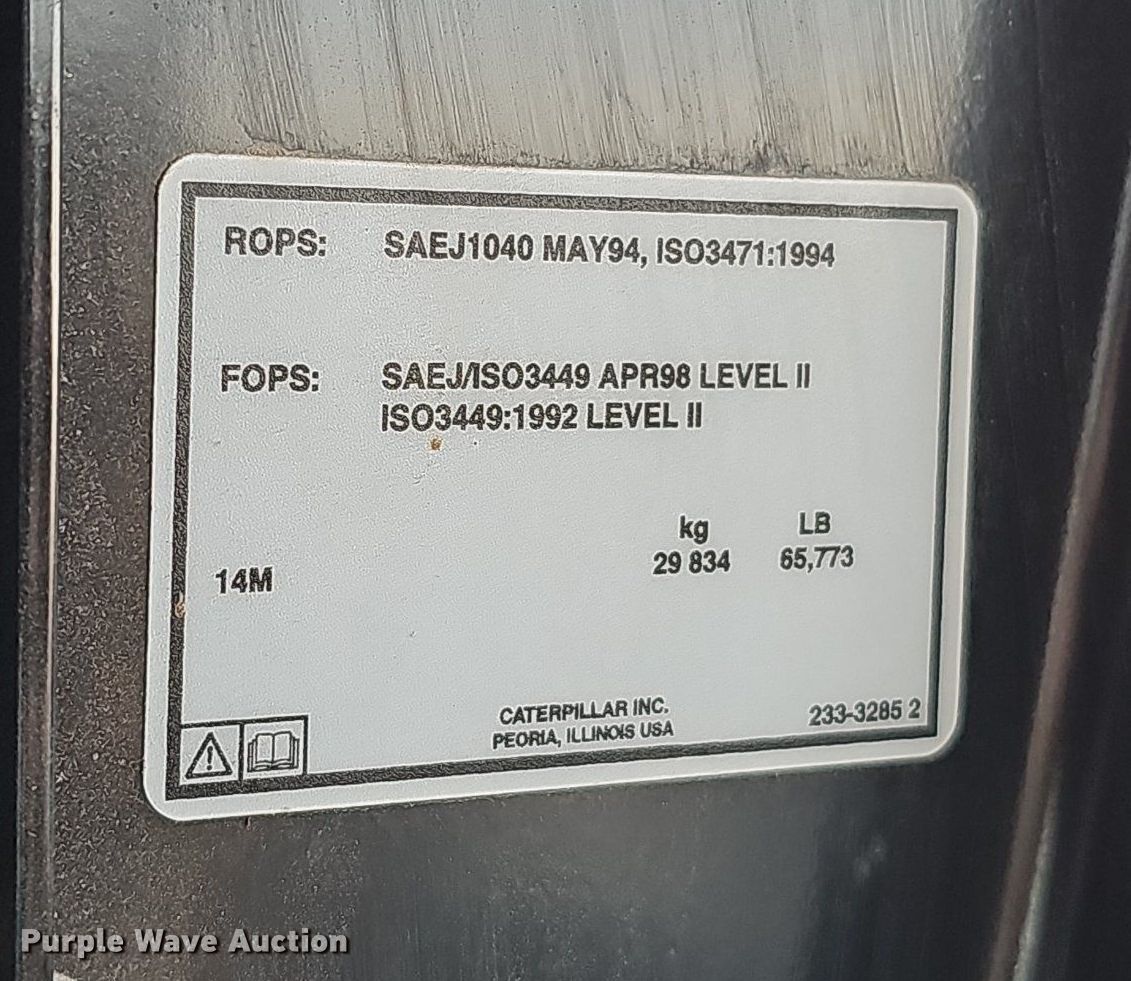 ROPS: SAEJ1040 MAY94, ISO3471:1994
FOPS: SAEJ/ISO3449 APR98 LEVEL II
ISO3449:1992 LEVEL II
kg LB
14M 29 834 65,773
CATERPILLAR INC.
PEORIA, ILLINOIS USA
233-3285 2
Purple Wave Auction